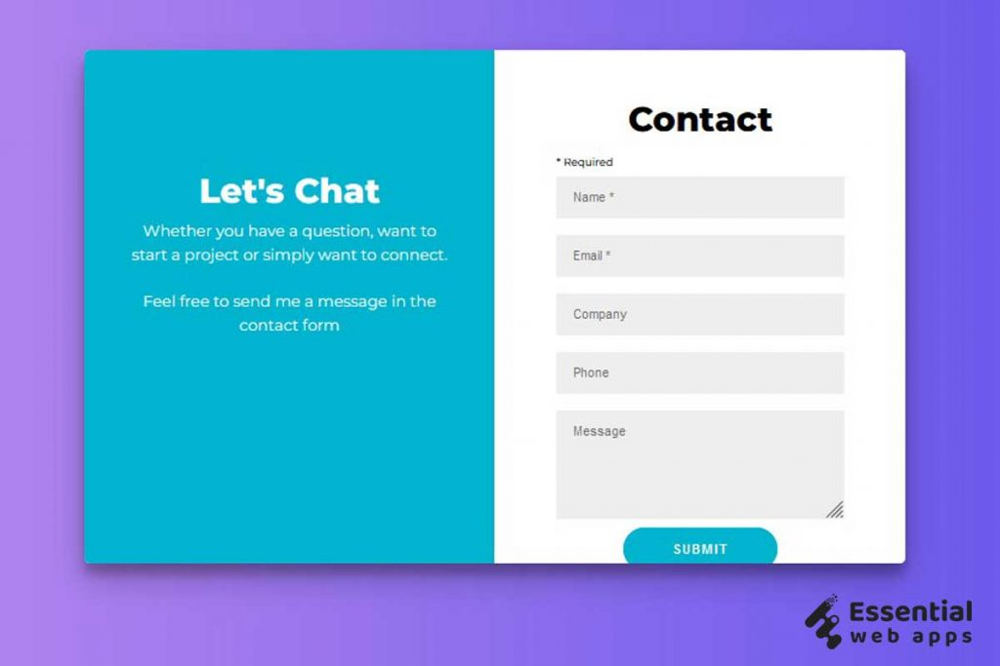 Let's Chat
Whether you have a question, want to
start a project or simply want to connect.
Feel free to send me a message in the
contact form
Contact
* Required
Name *
Email *
Company
Phone
Message
SUBMIT
Essential
web apps